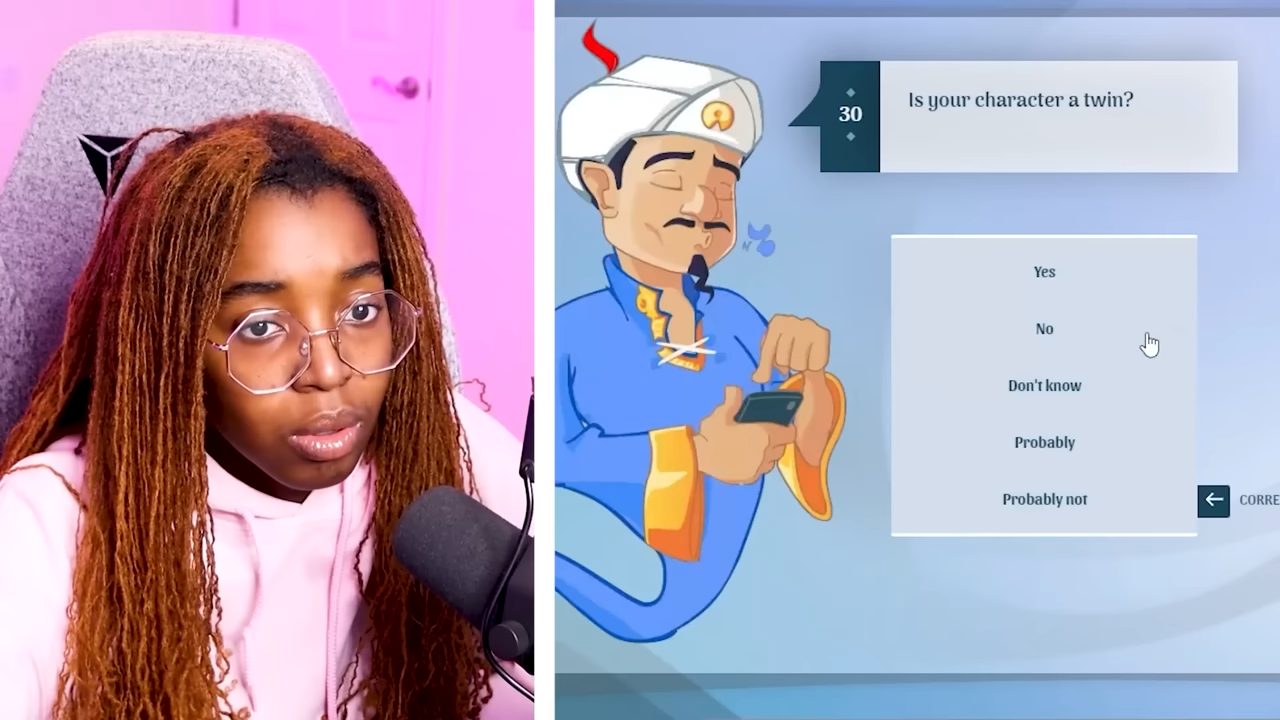 30
Is your character a twin?
Yes
No
Don't know
Probably
Probably not
CORRE